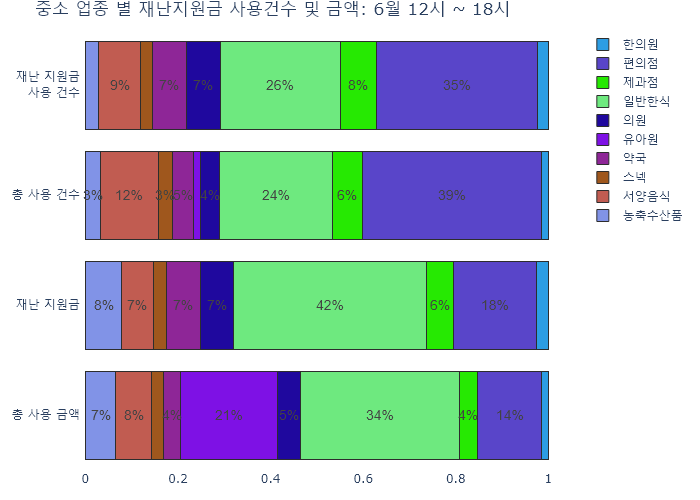 중소 업종 별 재난지원금 사용건수 및 금액: 6월 12시 ~ 18시
재난 지원금
사용 건수
9%
7%
7%
26%
8%
35%
총 사용 건수
3%
12%
3%
5%
4%
24%
6%
39%
재난 지원금
8%
7%
7%
7%
42%
6%
18%
총 사용 금액
7%
8%
4%
21%
5%
34%
4%
14%
0
0.2
0.4
0.6
0.8
1
한의원
편의점
제과점
일반한식
의원
유아원
약국
스넥
서양음식
농축수산품